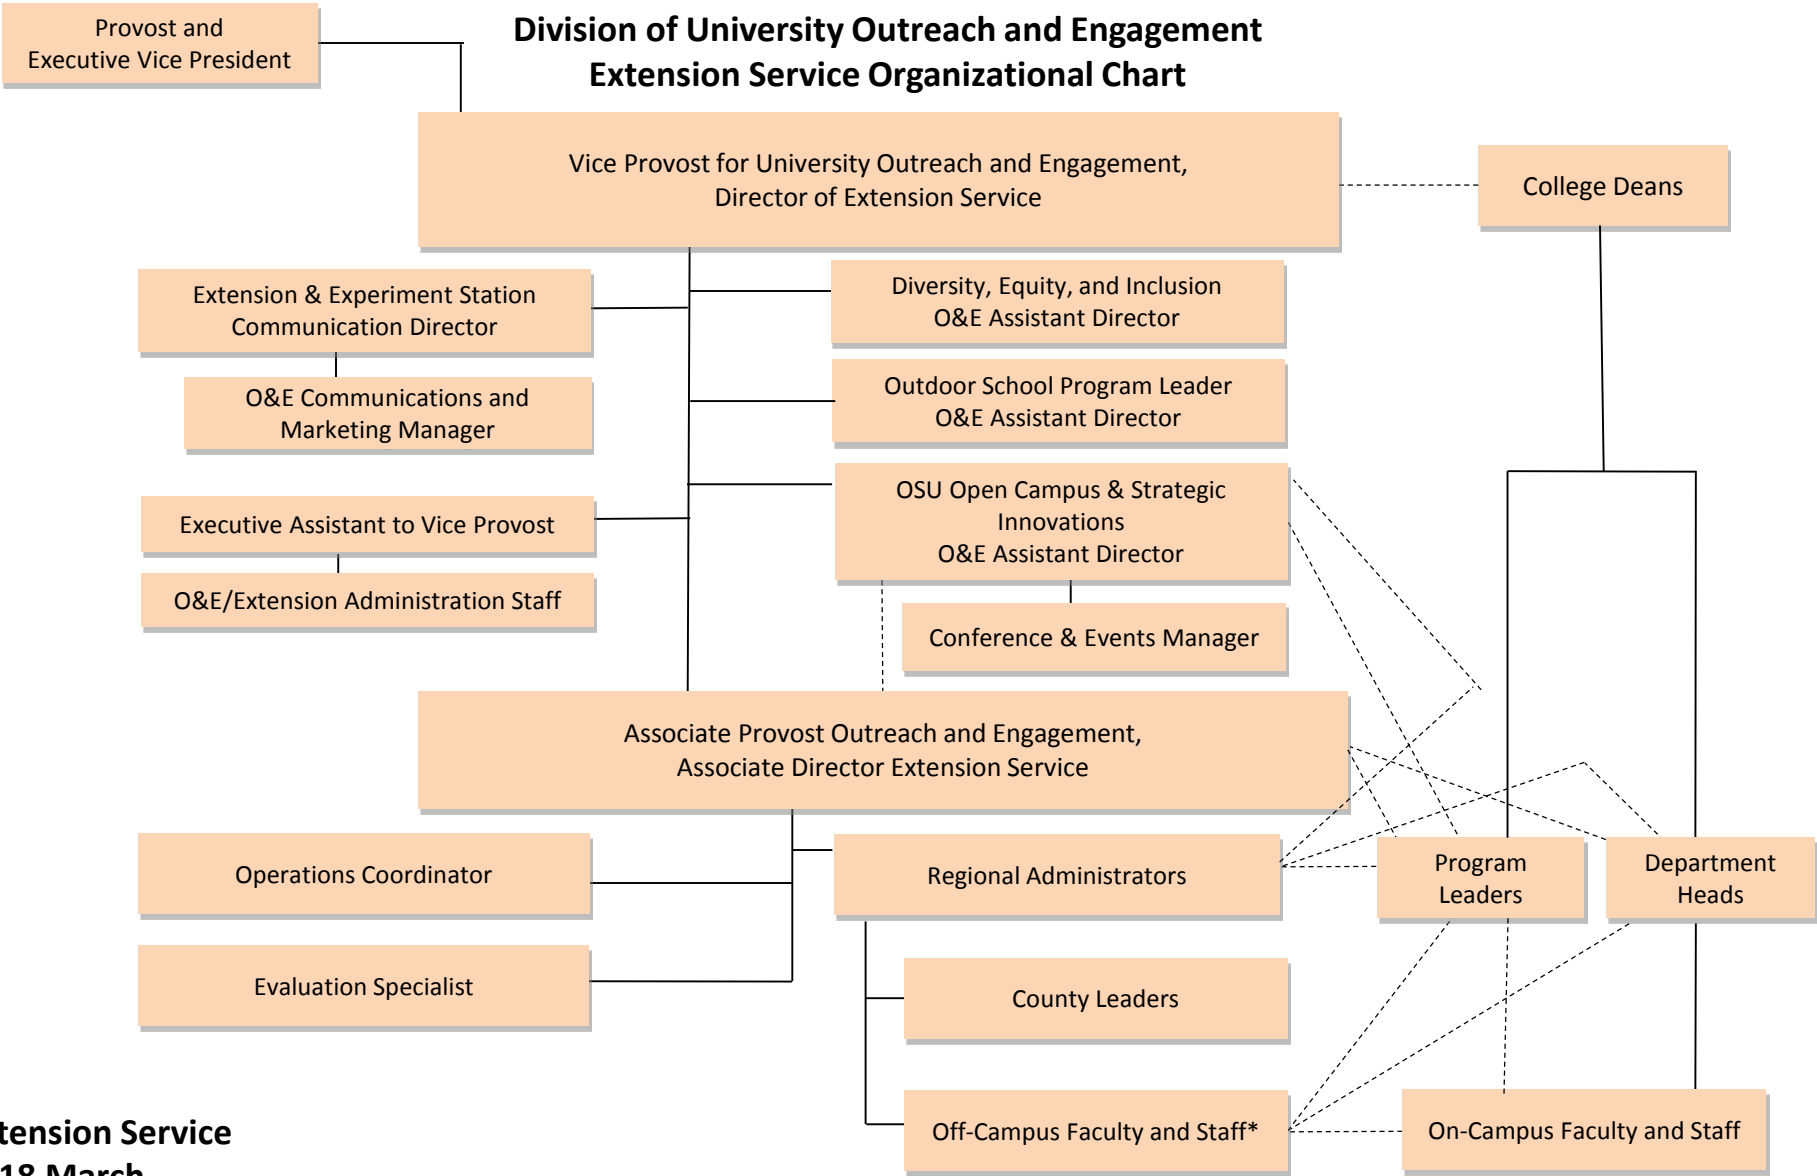 Provost and
Executive Vice President
Division of University Outreach and Engagement
Extension Service Organizational Chart
Vice Provost for University Outreach and Engagement,
Director of Extension Service
College Deans
Extension & Experiment Station
Communication Director
Diversity, Equity, and Inclusion
O&E Assistant Director
O&E Communications and
Marketing Manager
Outdoor School Program Leader
O&E Assistant Director
Executive Assistant to Vice Provost
OSU Open Campus & Strategic
Innovations
O&E Assistant Director
O&E/Extension Administration Staff
Conference & Events Manager
Associate Provost Outreach and Engagement,
Associate Director Extension Service
Operations Coordinator
Regional Administrators
Program
Leaders
Department
Heads
Evaluation Specialist
County Leaders
Off-Campus Faculty and Staff*
On-Campus Faculty and Staff
tension Service
18 March